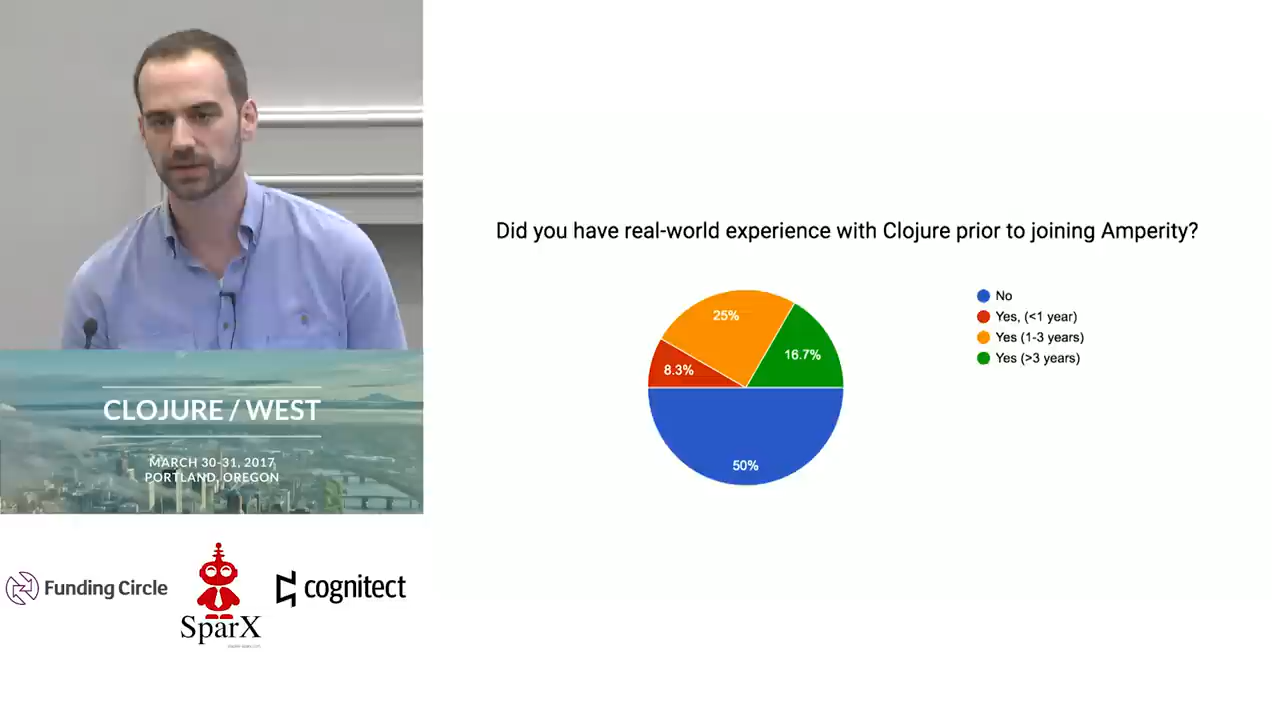 Did you have real-world experience with Clojure prior to joining Amperity?
No
Yes, (<1 year)
Yes (1-3 years)
Yes (>3 years)
25%
16.7%
8.3%
50%
CLOJURE / WEST
MARCH 30-31, 2017
PORTLAND, OREGON
Funding Circle
SparX
cognitect